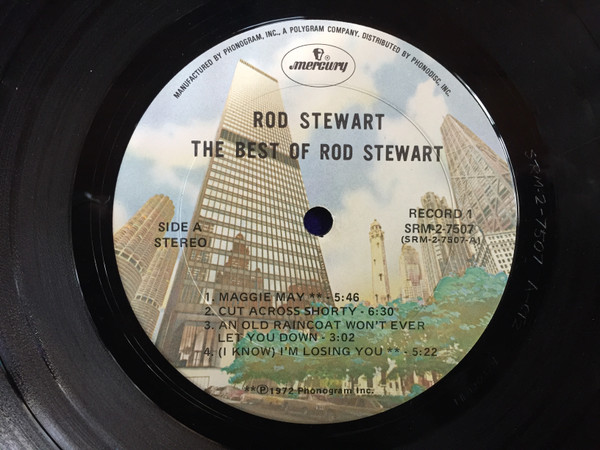 MANUFACTURED BY PHONOGRAM, INC., A POLYGRAM COMPANY. DISTRIBUTED BY PHONODISC, INC.
mercury ®
ROD STEWART
THE BEST OF ROD STEWART
SIDE A
STEREO
RECORD 1
SRM-2-7507
(SRM-2-7507-A)
1. MAGGIE MAY ** - 5:46
2. CUT ACROSS SHORTY - 6:30
3. AN OLD RAINCOAT WON'T EVER
LET YOU DOWN - 3:02
4. (I KNOW) I'M LOSING YOU ** - 5:22
**Ⓟ1972 Phonogram Inc.
SRM-2-7507